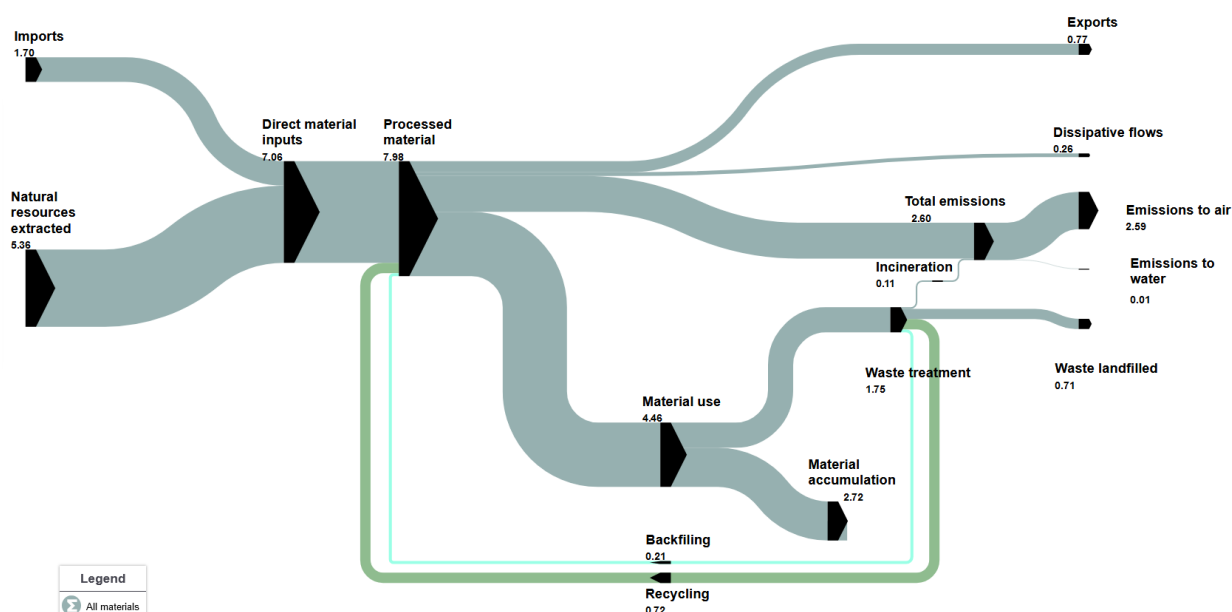 Imports
1.70
Exports
0.77
Direct material
inputs
7.06
Processed
material
7.98
Dissipative flows
0.26
Natural
resources
extracted
5.36
Total emissions
2.60
Emissions to air
2.59
Incineration
0.11
Emissions to
water
0.01
Waste treatment
1.75
Waste landfilled
0.71
Material use
4.46
Material
accumulation
2.72
Backfiling
0.21
Recycling
0.72
Legend
Σ All materials